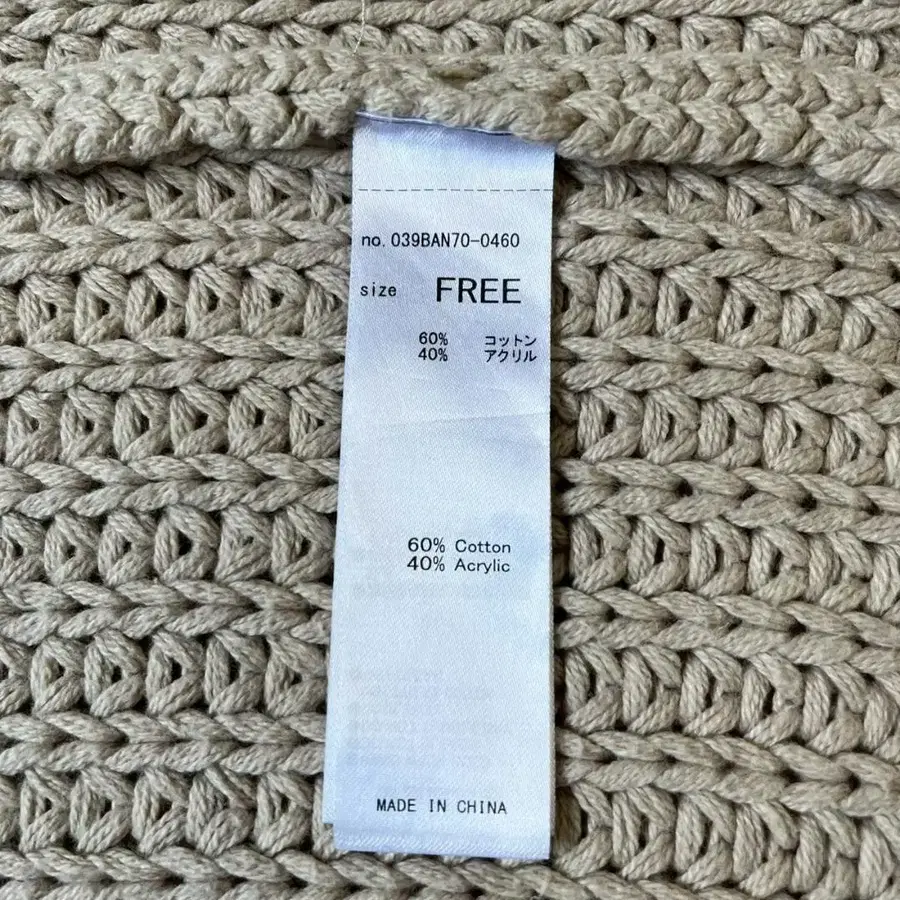 no. 039BAN70-0460
size FREE
60% コットン
40% アクリル
60% Cotton
40% Acrylic
MADE IN CHINA